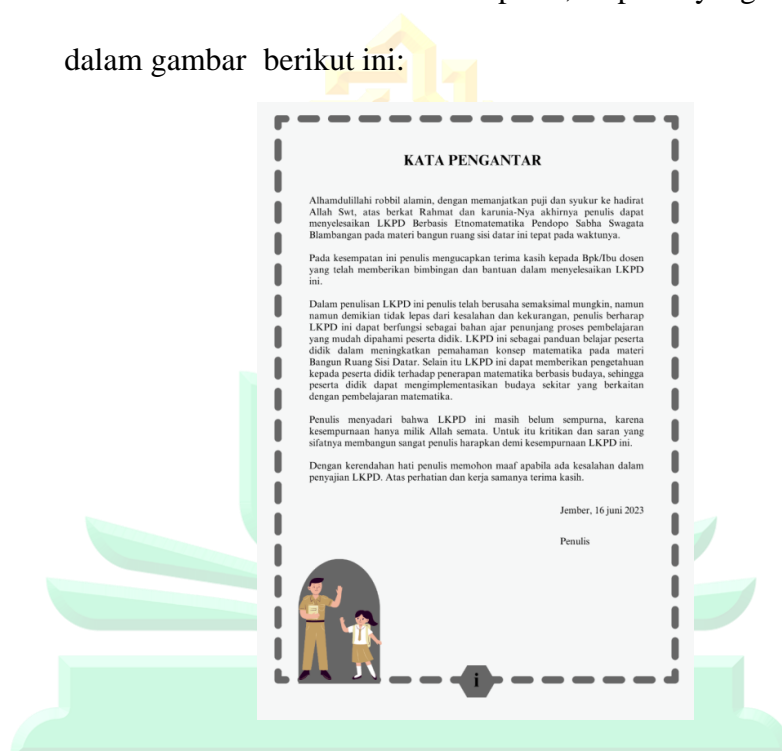 dalam gambar berikut ini:
KATA PENGANTAR
Alhamdulillahi robbil alamin, dengan memanjatkan puji dan syukur ke hadirat
Allah Swt, atas berkat Rahmat dan karunia-Nya akhirnya penulis dapat
menyelesaikan LKPD Berbasis Etnomatematika Pendopo Sabha Swagata
Blambangan pada materi bangun ruang sisi datar ini tepat pada waktunya.
Pada kesempatan ini penulis mengucapkan terima kasih kepada Bpk/Ibu dosen
yang telah memberikan bimbingan dan bantuan dalam menyelesaikan LKPD
ini.
Dalam penulisan LKPD ini penulis telah berusaha semaksimal mungkin, namun
namun demikian tidak lepas dari kesalahan dan kekurangan, penulis berharap
LKPD ini dapat berfungsi sebagai bahan ajar penunjang proses pembelajaran
yang mudah dipahami peserta didik. LKPD ini sebagai panduan belajar peserta
didik dalam meningkatkan pemahaman konsep matematika pada materi
Bangun Ruang Sisi Datar. Selain itu LKPD ini dapat memberikan pengetahuan
kepada peserta didik terhadap penerapan matematika berbasis budaya, sehingga
peserta didik dapat mengimplementasikan budaya sekitar yang berkaitan
dengan pembelajaran matematika.
Penulis menyadari bahwa LKPD ini masih belum sempurna, karena
kesempurnaan hanya milik Allah semata. Untuk itu kritikan dan saran yang
sifatnya membangun sangat penulis harapkan demi kesempurnaan LKPD ini.
Dengan kerendahan hati penulis memohon maaf apabila ada kesalahan dalam
penyajian LKPD. Atas perhatian dan kerja samanya terima kasih.
Jember, 16 juni 2023
Penulis
i